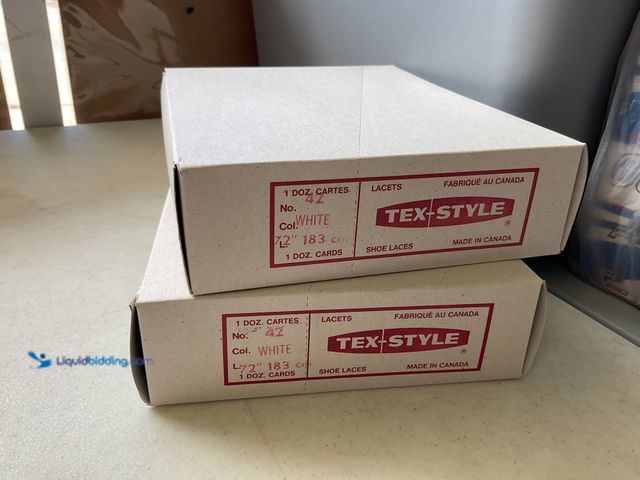 1 DOZ. CARTES
No. 42
Col. WHITE
L. 72" 183 c
1 DOZ. CARDS
LACETS
FABRIQUÉ AU CANADA
TEX-STYLE®
SHOE LACES
MADE IN CANADA
1 DOZ. CARTES
No. 42
Col. WHITE
L. 72" 183 c
1 DOZ. CARDS
LACETS
FABRIQUÉ AU CANADA
TEX-STYLE®
SHOE LACES
MADE IN CANADA
Liquidbidding.com